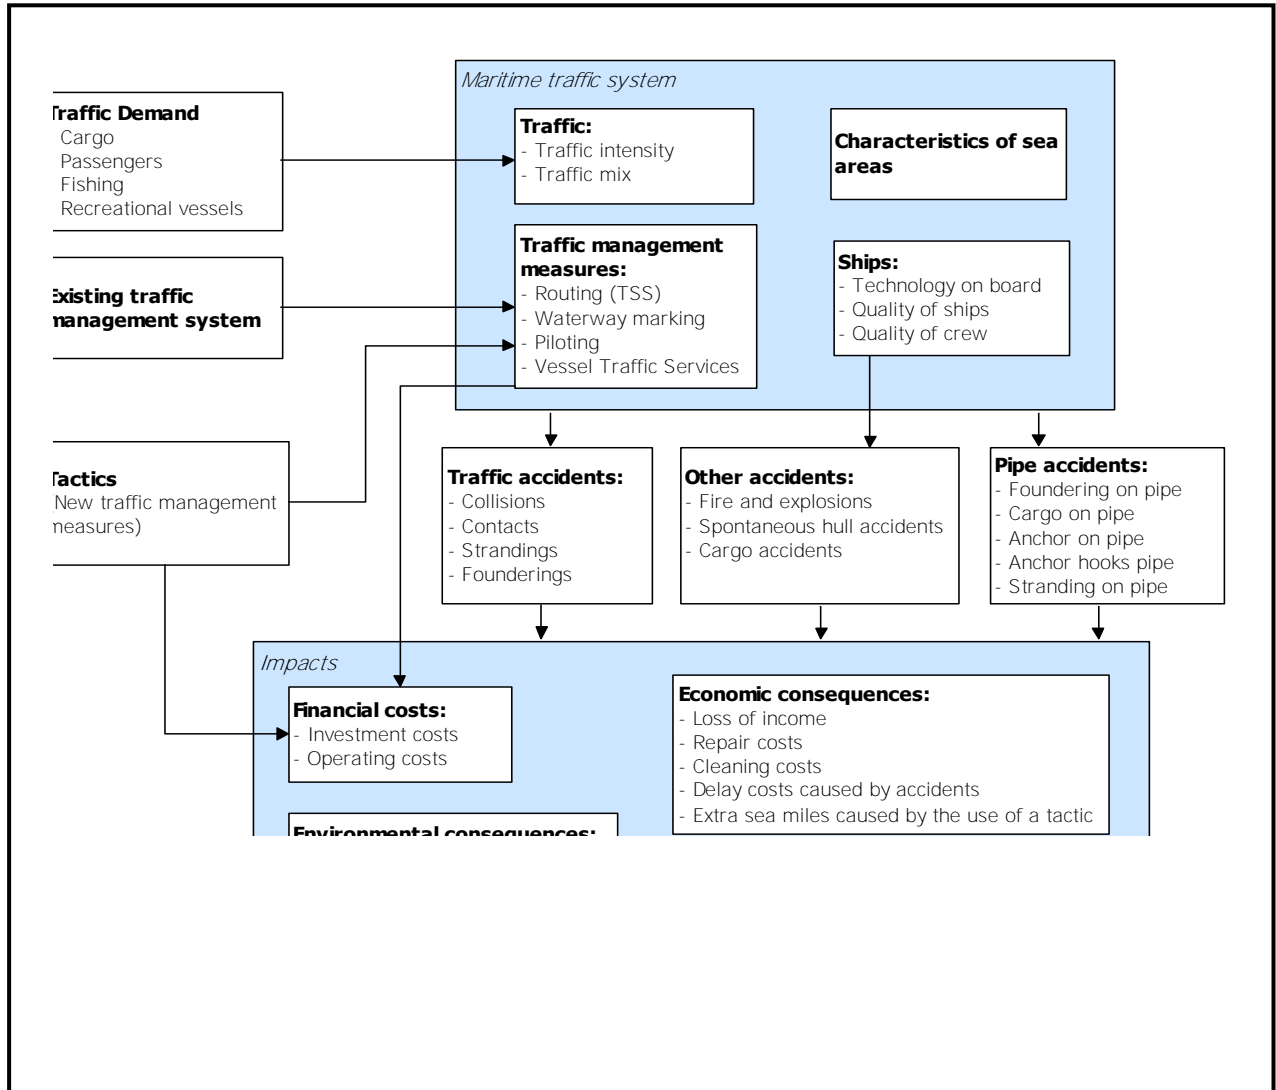 Maritime traffic system
Traffic Demand
Cargo
Passengers
Fishing
Recreational vessels
Traffic:
- Traffic intensity
- Traffic mix
Characteristics of sea
areas
Existing traffic
management system
Traffic management
measures:
- Routing (TSS)
- Waterway marking
- Piloting
- Vessel Traffic Services
Ships:
- Technology on board
- Quality of ships
- Quality of crew
Tactics
(New traffic management
measures)
Traffic accidents:
- Collisions
- Contacts
- Strandings
- Founderings
Other accidents:
- Fire and explosions
- Spontaneous hull accidents
- Cargo accidents
Pipe accidents:
- Foundering on pipe
- Cargo on pipe
- Anchor on pipe
- Anchor hooks pipe
- Stranding on pipe
Impacts
Financial costs:
- Investment costs
- Operating costs
Economic consequences:
- Loss of income
- Repair costs
- Cleaning costs
- Delay costs caused by accidents
- Extra sea miles caused by the use of a tactic
Environmental consequences: